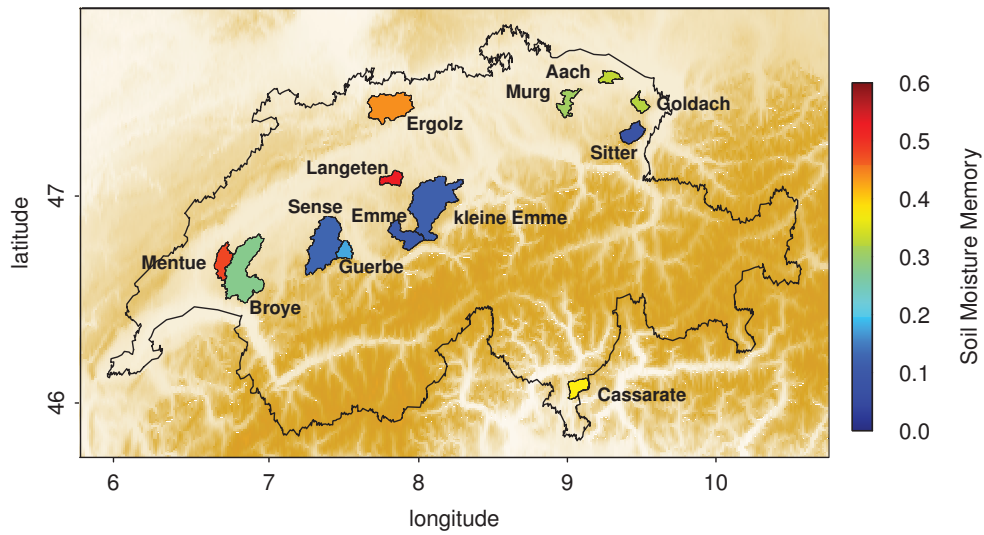 Aach
Murg
Goldach
Ergolz
Sitter
Langeten
Sense
Emme
kleine Emme
Mentue
Guerbe
Broye
Cassarate
47
46
latitude
6
7
8
9
10
longitude
0.6
0.5
0.4
0.3
0.2
0.1
0.0
Soil Moisture Memory